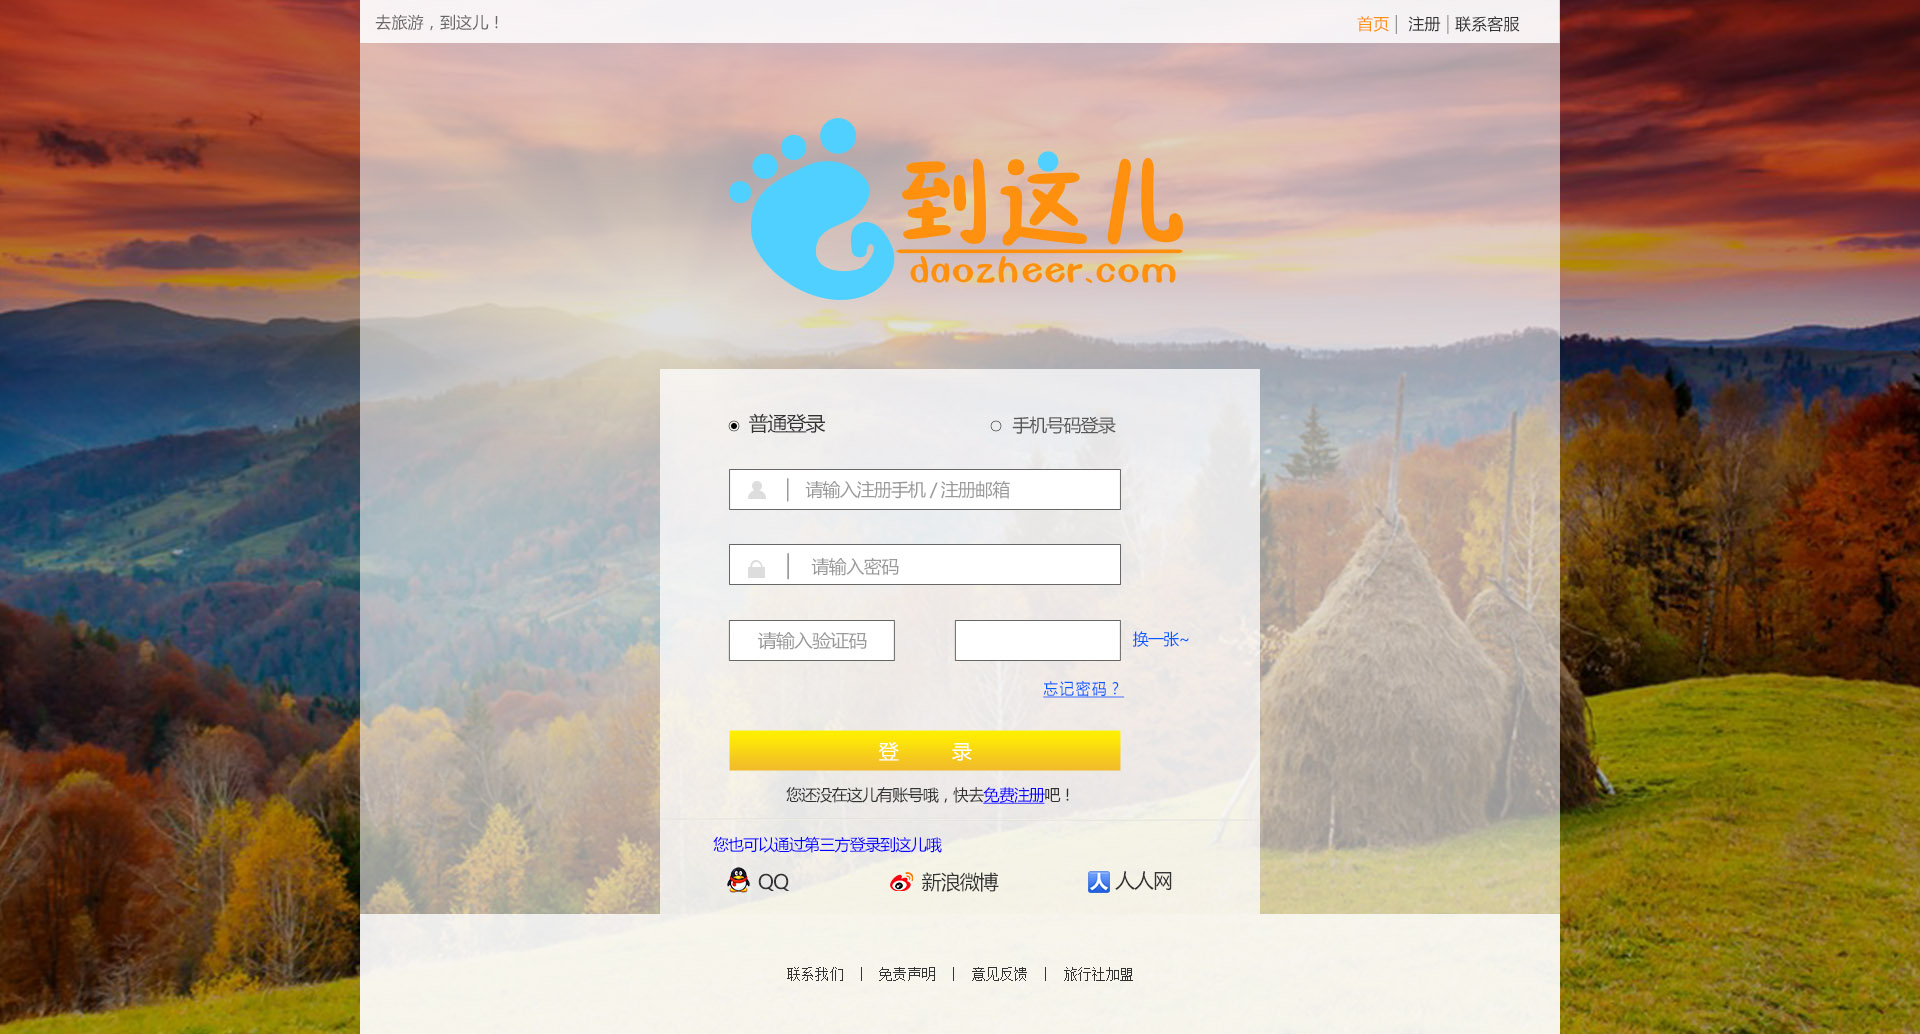 去旅游，到这儿！
首页 | 注册 | 联系客服
到这儿
daozheer.com
普通登录
手机号码登录
请输入注册手机 / 注册邮箱
请输入密码
请输入验证码
换一张~
忘记密码？
登 录
您还没在这儿有账号哦，快去免费注册吧！
您也可以通过第三方登录到这儿哦
QQ
新浪微博
人人网
联系我们 | 免责声明 | 意见反馈 | 旅行社加盟